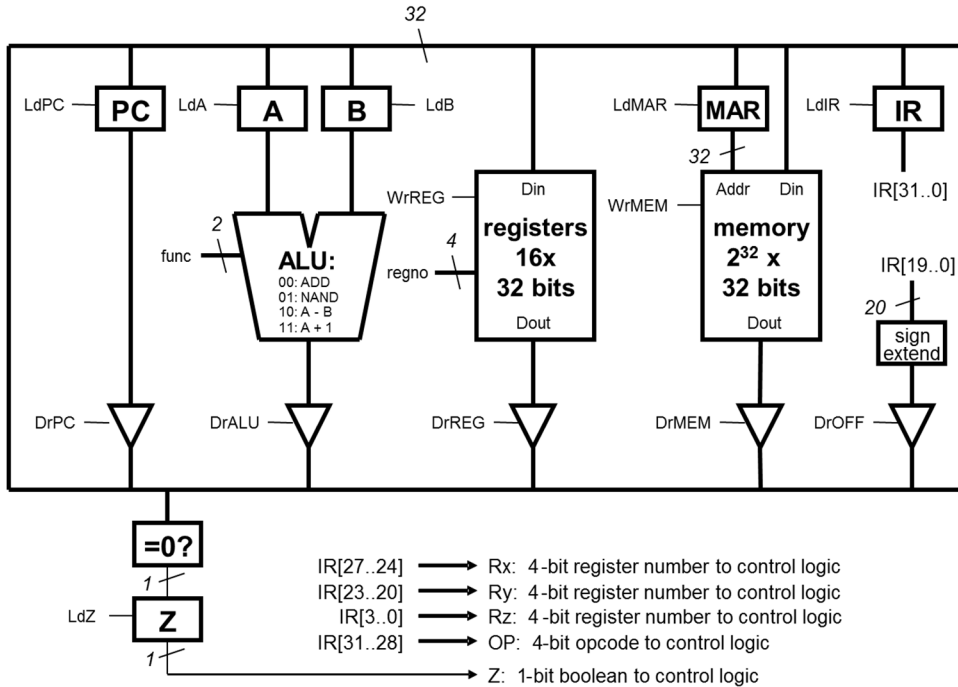 32
LdPC
PC
LdA
A
B
LdB
LdMAR
MAR
LdIR
IR
32
IR[31..0]
WrREG
Din
registers
16x
32 bits
Dout
regno
4
WrMEM
Addr Din
memory
2³² x
32 bits
Dout
func
2
ALU:
00: ADD
01: NAND
10: A - B
11: A + 1
IR[19..0]
20
sign
extend
DrPC
DrALU
DrREG
DrMEM
DrOFF
=0?
1
LdZ
Z
1
IR[27..24] Rx: 4-bit register number to control logic
IR[23..20] Ry: 4-bit register number to control logic
IR[3..0] Rz: 4-bit register number to control logic
IR[31..28] OP: 4-bit opcode to control logic
Z: 1-bit boolean to control logic